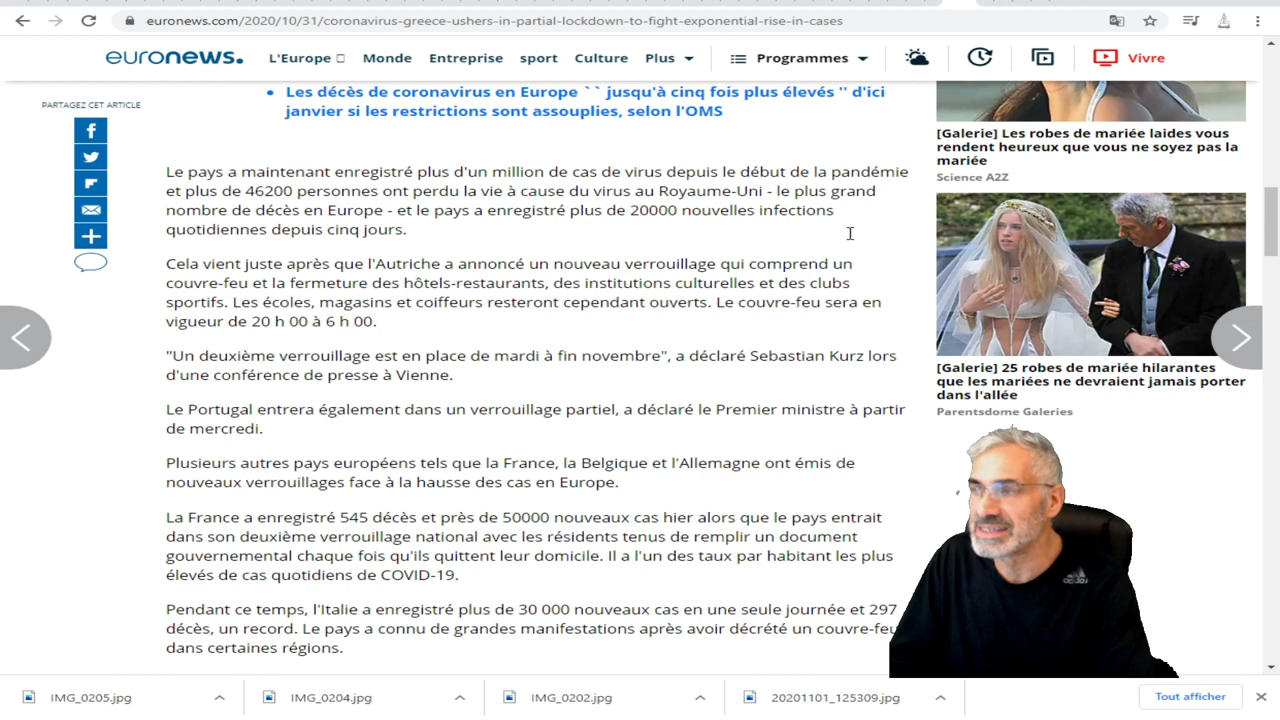 euronews.com/2020/10/31/coronavirus-greece-ushers-in-partial-lockdown-to-fight-exponential-rise-in-cases
euronews.
L'Europe
Monde
Entreprise
sport
Culture
Plus
Programmes
Vivre
PARTAGEZ CET ARTICLE
Les décès de coronavirus en Europe `` jusqu'à cinq fois plus élevés '' d'ici
janvier si les restrictions sont assouplies, selon l'OMS
Le pays a maintenant enregistré plus d'un million de cas de virus depuis le début de la pandémie
et plus de 46200 personnes ont perdu la vie à cause du virus au Royaume-Uni - le plus grand
nombre de décès en Europe - et le pays a enregistré plus de 20000 nouvelles infections
quotidiennes depuis cinq jours.
Cela vient juste après que l'Autriche a annoncé un nouveau verrouillage qui comprend un
couvre-feu et la fermeture des hôtels-restaurants, des institutions culturelles et des clubs
sportifs. Les écoles, magasins et coiffeurs resteront cependant ouverts. Le couvre-feu sera en
vigueur de 20 h 00 à 6 h 00.
"Un deuxième verrouillage est en place de mardi à fin novembre", a déclaré Sebastian Kurz lors
d'une conférence de presse à Vienne.
Le Portugal entrera également dans un verrouillage partiel, a déclaré le Premier ministre à partir
de mercredi.
Plusieurs autres pays européens tels que la France, la Belgique et l'Allemagne ont émis de
nouveaux verrouillages face à la hausse des cas en Europe.
La France a enregistré 545 décès et près de 50000 nouveaux cas hier alors que le pays entrait
dans son deuxième verrouillage national avec les résidents tenus de remplir un document
gouvernemental chaque fois qu'ils quittent leur domicile. Il a l'un des taux par habitant les plus
élevés de cas quotidiens de COVID-19.
Pendant ce temps, l'Italie a enregistré plus de 30 000 nouveaux cas en une seule journée et 297
décès, un record. Le pays a connu de grandes manifestations après avoir décrété un couvre-feu
dans certaines régions.
[Galerie] Les robes de mariée laides vous
rendent heureux que vous ne soyez pas la
mariée
Science A2Z
[Galerie] 25 robes de mariée hilarantes
que les mariées ne devraient jamais porter
dans l'allée
Parentsdome Galeries
adidas
IMG_0205.jpg
IMG_0204.jpg
IMG_0202.jpg
20201101_125309.jpg
Tout afficher